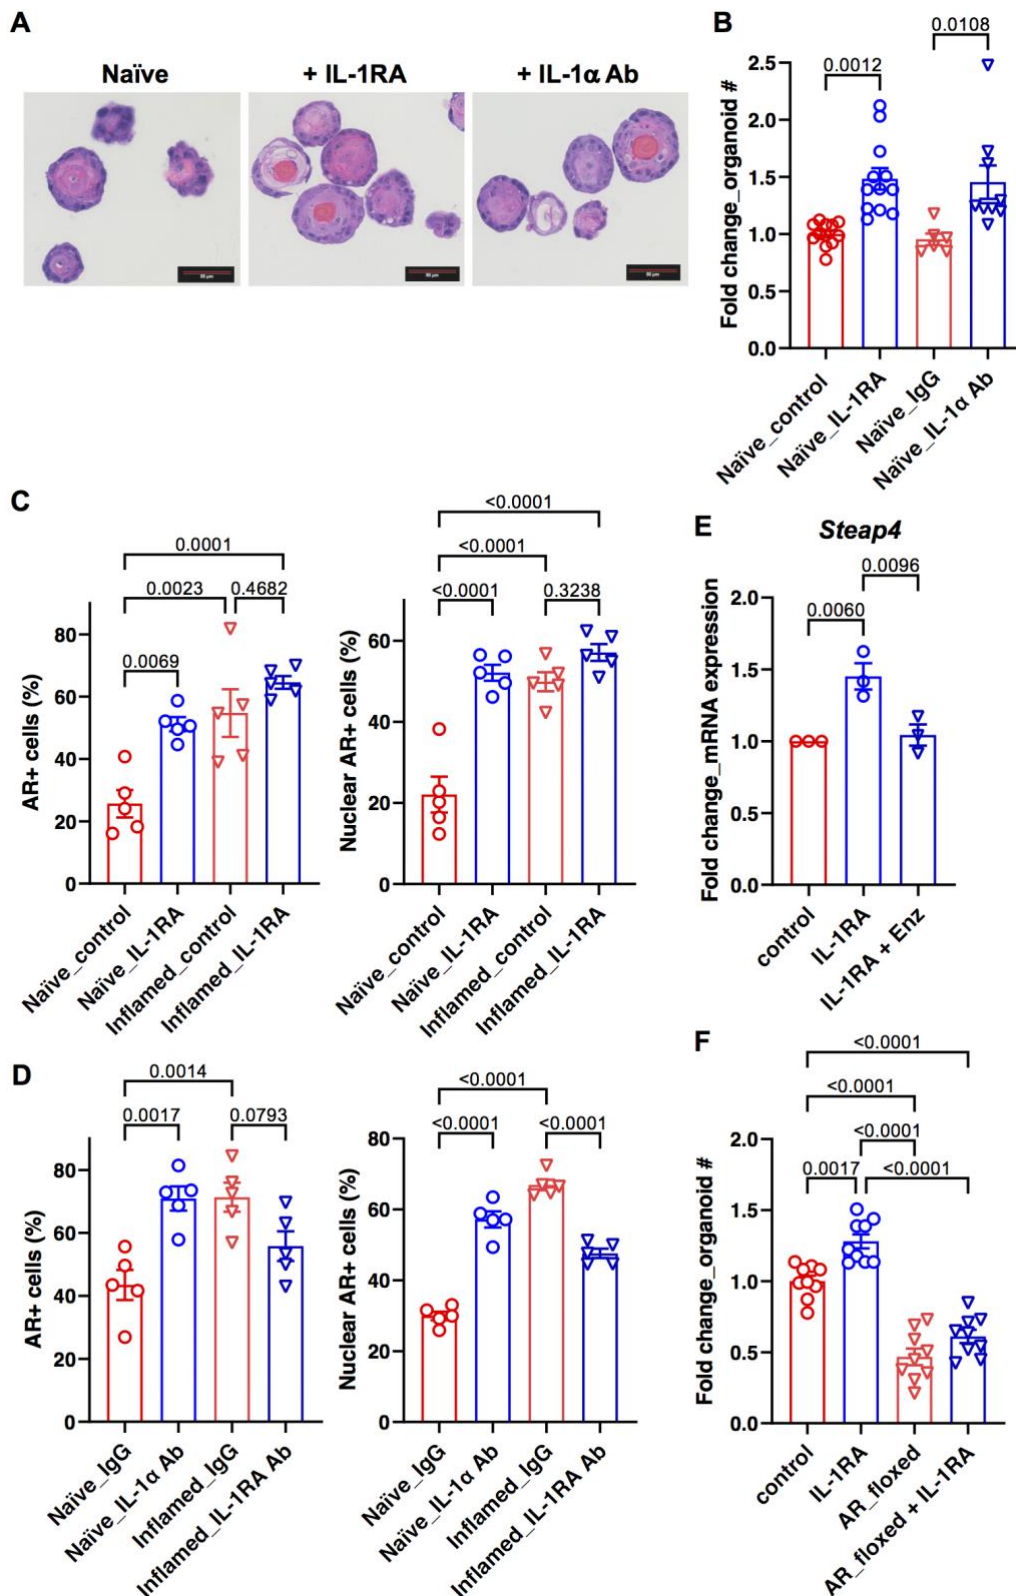 A
Naïve
+ IL-1RA
+ IL-1α Ab
B
0.0108
0.0012
Fold change_organoid #
2.5
2.0
1.5
1.0
0.5
0.0
Naïve_control
Naïve_IL-1RA
Naïve_IgG
Naïve_IL-1α Ab
C
0.0001
0.0023
0.4682
0.0069
AR+ cells (%)
80
60
40
20
0
Naïve_control
Naïve_IL-1RA
Inflamed_control
Inflamed_IL-1RA
<0.0001
<0.0001
<0.0001
0.3238
Nuclear AR+ cells (%)
60
40
20
0
Naïve_control
Naïve_IL-1RA
Inflamed_control
Inflamed_IL-1RA
E
Steap4
0.0096
0.0060
Fold change_mRNA expression
2.0
1.5
1.0
0.5
0.0
control
IL-1RA
IL-1RA + Enz
D
0.0014
0.0017
0.0793
AR+ cells (%)
80
60
40
20
0
Naïve_IgG
Naïve_IL-1α Ab
Inflamed_IgG
Inflamed_IL-1RA Ab
<0.0001
<0.0001
<0.0001
Nuclear AR+ cells (%)
80
60
40
20
0
Naïve_IgG
Naïve_IL-1α Ab
Inflamed_IgG
Inflamed_IL-1RA Ab
F
<0.0001
<0.0001
<0.0001
0.0017
<0.0001
Fold change_organoid #
2.0
1.5
1.0
0.5
0.0
control
IL-1RA
AR_floxed
AR_floxed + IL-1RA